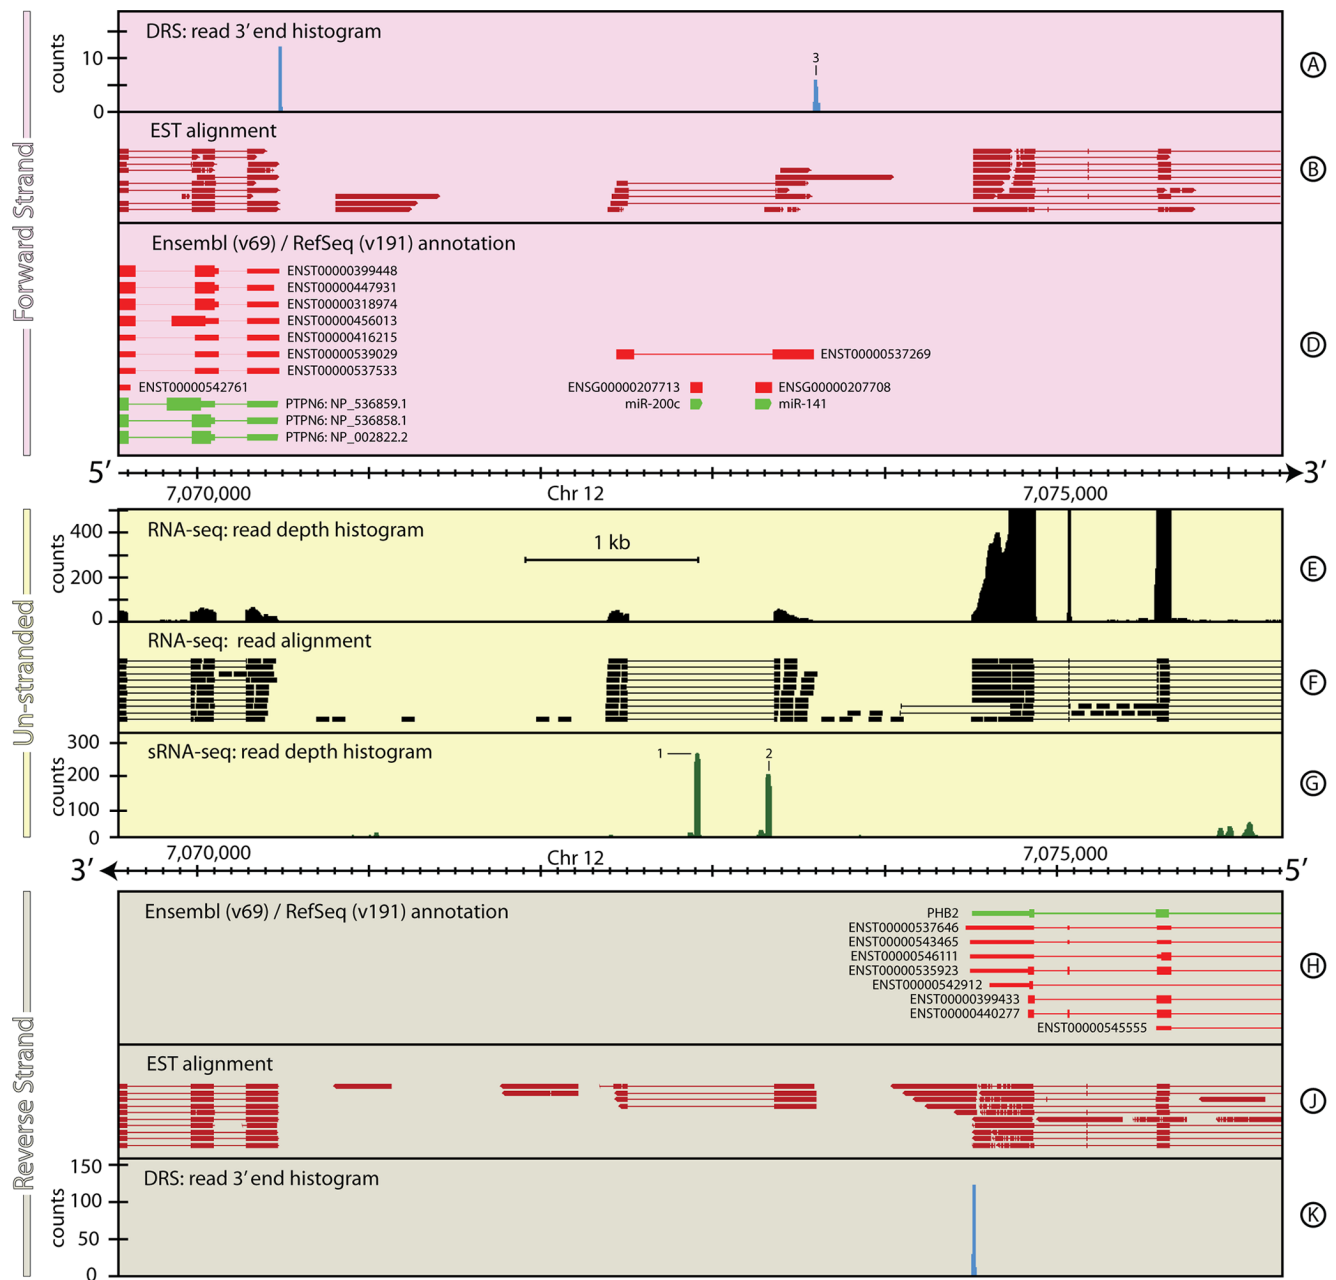 Forward Strand
DRS: read 3' end histogram
counts
10
0
3
A
EST alignment
B
Ensembl (v69) / RefSeq (v191) annotation
ENST00000399448
ENST00000447931
ENST00000318974
ENST00000456013
ENST00000416215
ENST00000539029
ENST00000537269
ENST00000537533
ENST00000542761
ENSG00000207713
ENSG00000207708
PTPN6: NP_536859.1
miR-200c
miR-141
PTPN6: NP_536858.1
PTPN6: NP_002822.2
D
5'
3'
7,070,000
Chr 12
7,075,000
Un-stranded
RNA-seq: read depth histogram
counts
400
200
0
1 kb
E
RNA-seq: read alignment
F
sRNA-seq: read depth histogram
counts
300
200
100
0
1
2
G
7,070,000
Chr 12
7,075,000
3'
5'
Reverse Strand
Ensembl (v69) / RefSeq (v191) annotation
PHB2
ENST00000537646
ENST00000543465
ENST00000546111
ENST00000535923
ENST00000542912
ENST00000399433
ENST00000440277
ENST00000545555
H
EST alignment
J
DRS: read 3' end histogram
counts
150
100
50
0
K